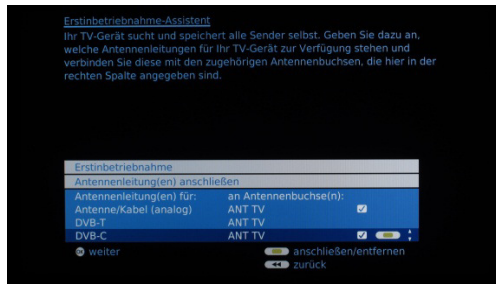 Erstinbetriebnahme-Assistent
Ihr TV-Gerät sucht und speichert alle Sender selbst. Geben Sie dazu an,
welche Antennenleitungen für Ihr TV-Gerät zur Verfügung stehen und
verbinden Sie diese mit den zugehörigen Antennenbuchsen, die hier in der
rechten Spalte angegeben sind.
Erstinbetriebnahme
Antennenleitung(en) anschließen
Antennenleitung(en) für: an Antennenbuchse(n):
Antenne/Kabel (analog) ANT TV
DVB-T ANT TV
DVB-C ANT TV
OK weiter anschließen/entfernen
zurück